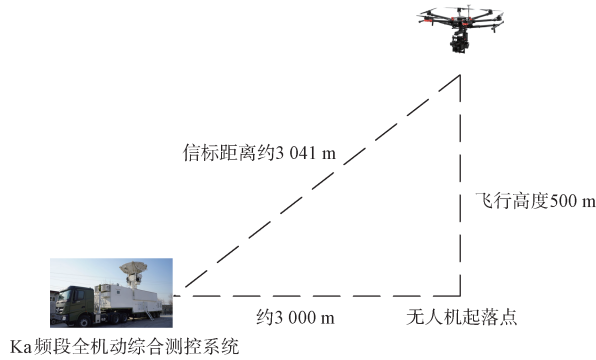 信标距离约3 041 m
飞行高度500 m
约3 000 m
无人机起落点
Ka频段全机动综合测控系统